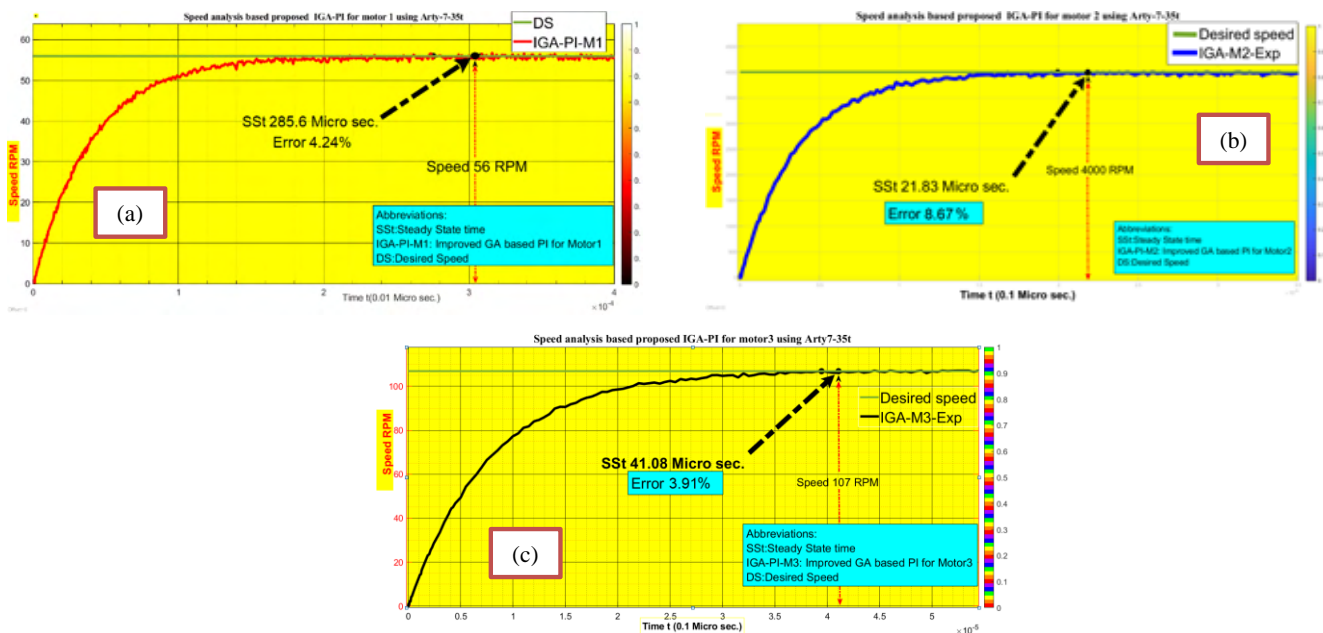 Speed analysis based proposed IGA-PI for motor 1 using Arty-7-35t
DS
IGA-PI-M1
60
50
40
30
20
10
0
Speed RPM
SSt 285.6 Micro sec.
Error 4.24%
Speed 56 RPM
(a)
Abbreviations:
SSt:Steady State time
IGA-PI-M1: Improved GA based PI for Motor1
DS:Desired Speed
0 1 2 3 4
Time t(0.01 Micro sec.)
Speed analysis based proposed IGA-PI for motor 2 using Arty-7-35t
Desired speed
IGA-M2-Exp
(b)
Speed RPM
Speed 4000 RPM
SSt 21.83 Micro sec.
Error 8.67%
Abbreviations:
SSt:Steady State time
IGA-PI-M2: Improved GA based PI for Motor2
DS:Desired Speed
Time t (0.1 Micro sec.)
Speed analysis based proposed IGA-PI for motor3 using Arty7-35t
Desired speed
IGA-M3-Exp
100
80
60
40
20
0
Speed RPM
SSt 41.08 Micro sec.
Error 3.91%
Speed 107 RPM
(c)
Abbreviations:
SSt:Steady State time
IGA-PI-M3: Improved GA based PI for Motor3
DS:Desired Speed
1
0.9
0.8
0.7
0.6
0.5
0.4
0.3
0.2
0.1
0
0 0.5 1 1.5 2 2.5 3 3.5 4 4.5 5
Time t (0.1 Micro sec.)
×10⁻⁵